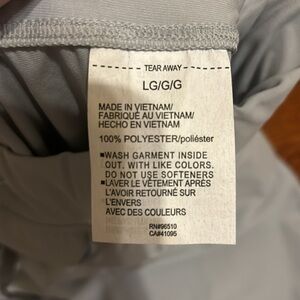 TEAR AWAY
LG/G/G
MADE IN VIETNAM/
FABRIQUÉ AU VIETNAM/
HECHO EN VIETNAM
100% POLYESTER/poliéster
▪WASH GARMENT INSIDE
OUT. WITH LIKE COLORS.
DO NOT USE SOFTENERS
▪LAVER LE VÊTEMENT APRÈS
L'AVOIR RETOURNÉ SUR
L'ENVERS
AVEC DES COULEURS
RN#96510
CA#41095